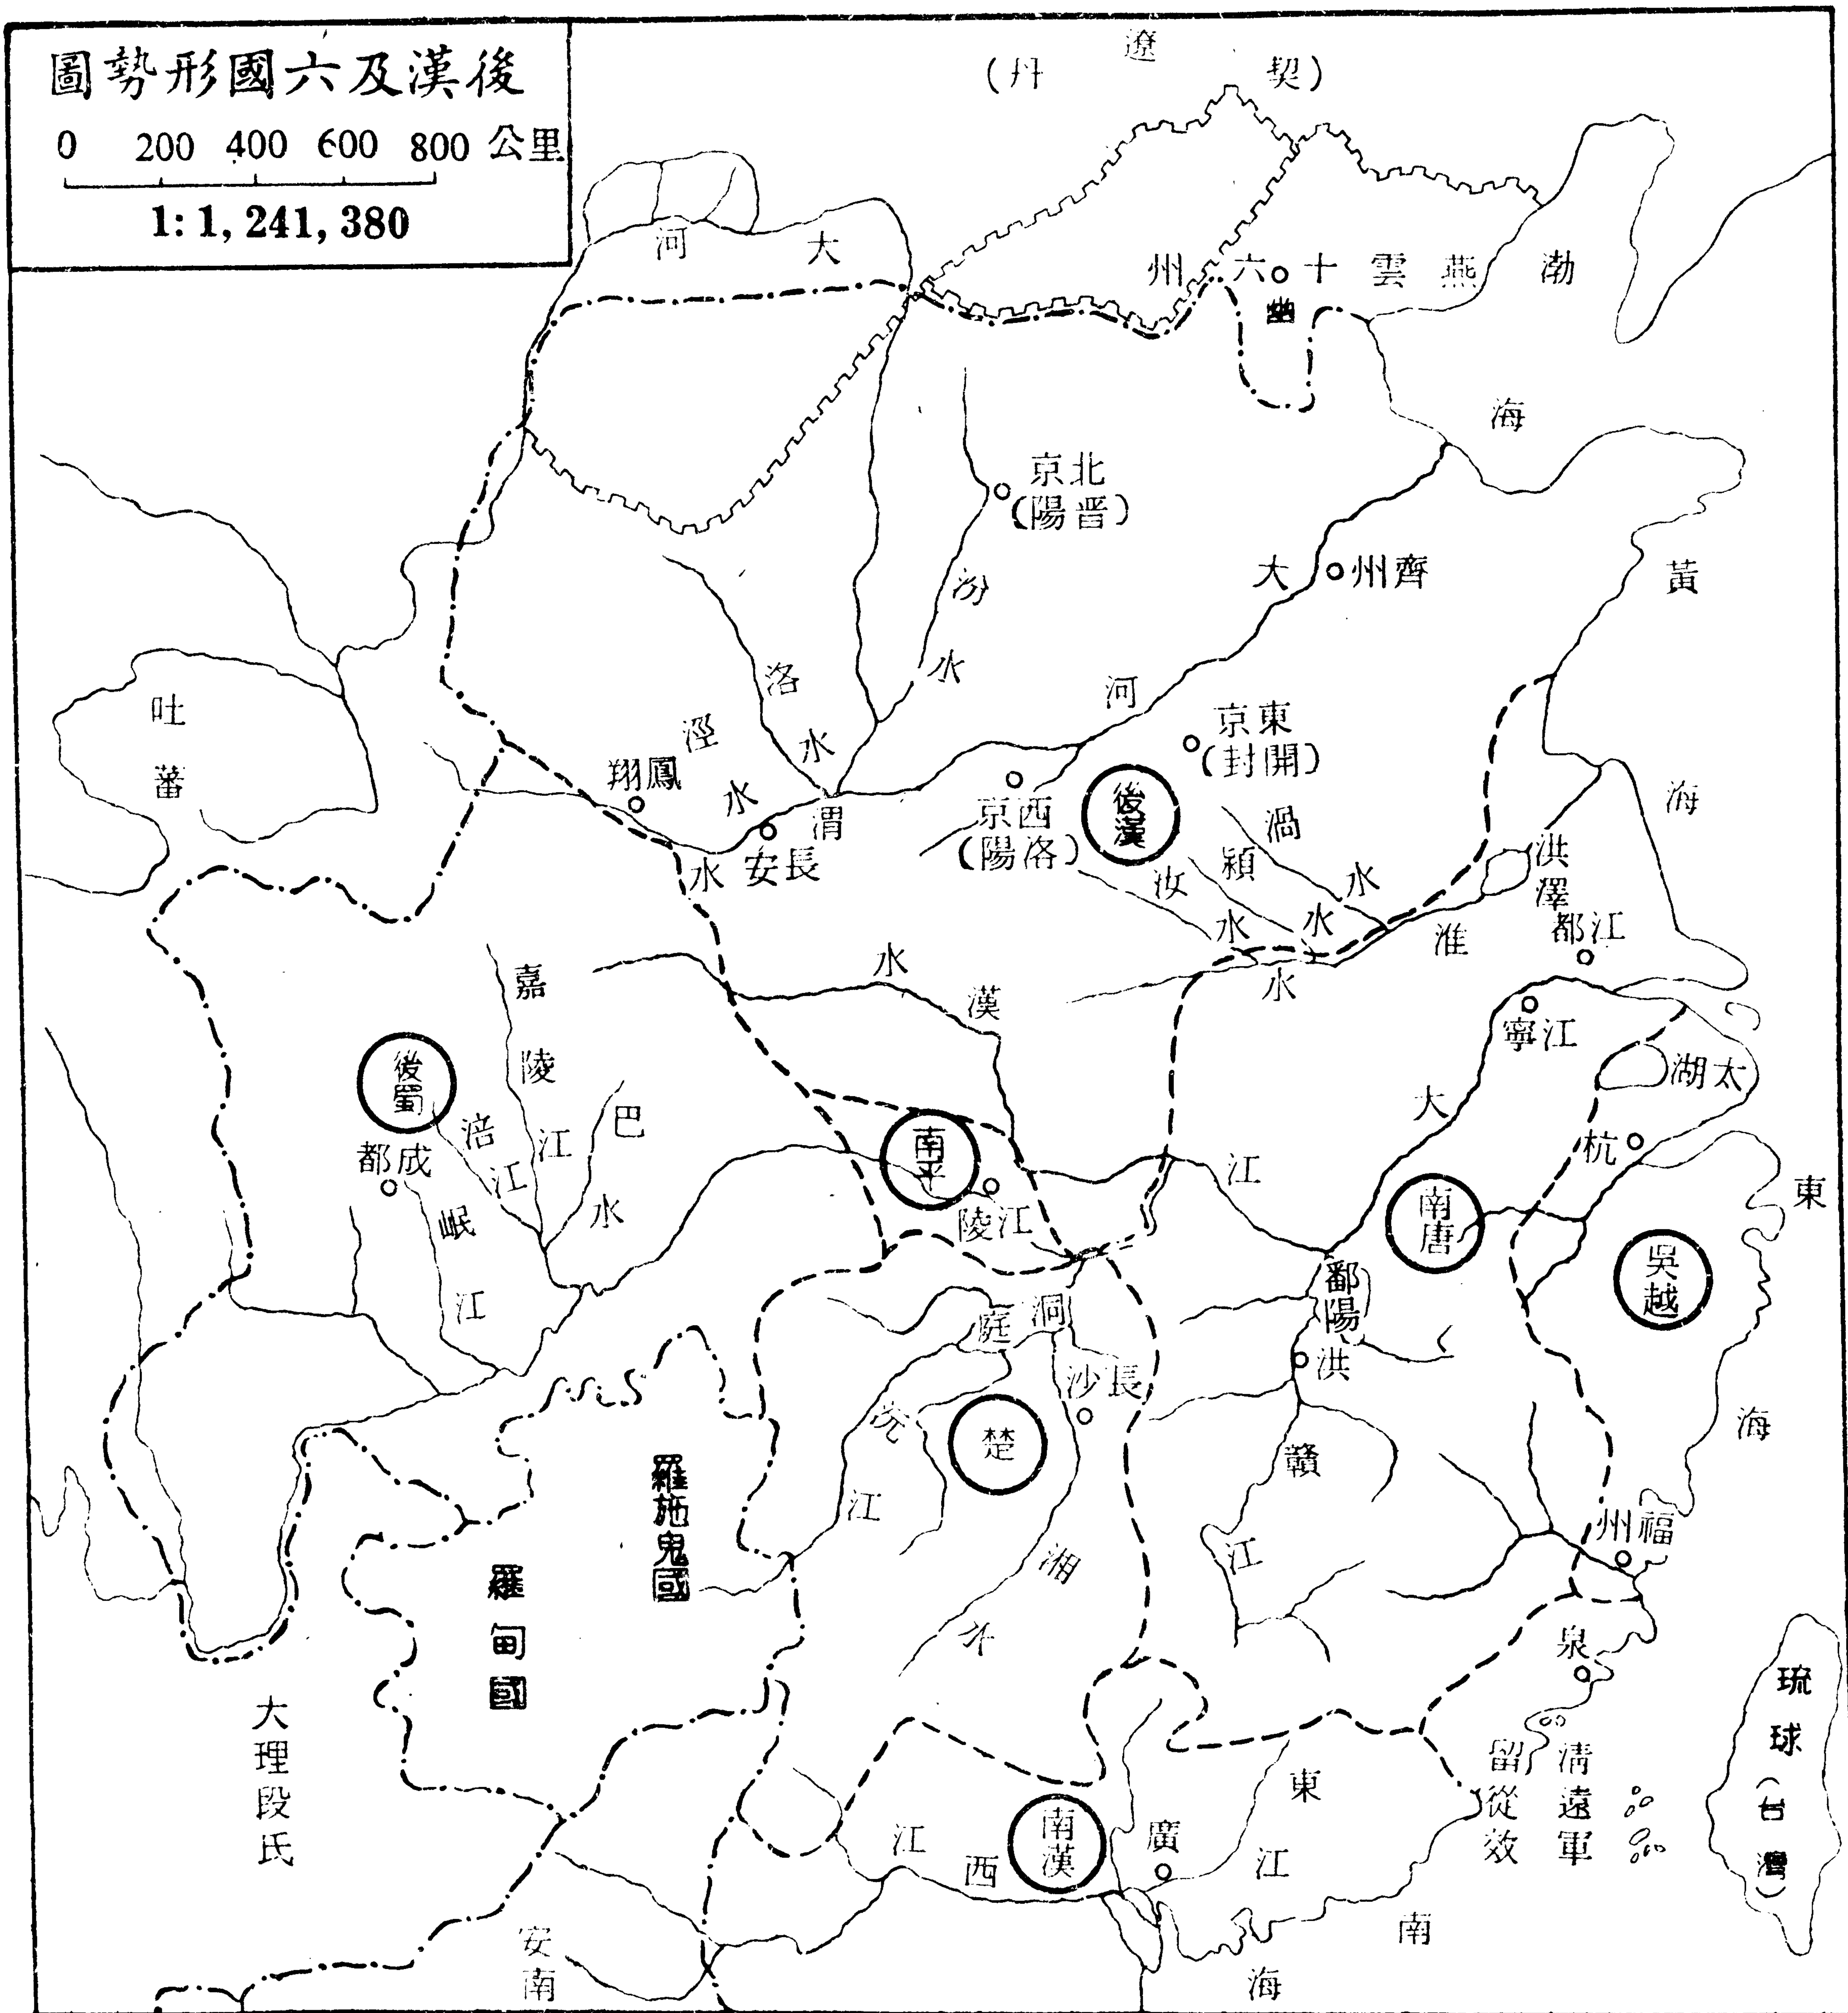 後漢及六國形勢圖
0 200 400 600 800 公里
1:1,241,380
遼
(契丹)
大河
燕雲十六州
幽
渤海
北京
(晋陽)
汾水
大河
齊州
黃海
吐蕃
洛水
涇水
鳳翔
渭水
長安
東京
(開封)
西京
(洛陽)
後漢
渦水
潁水
汝水
淮水
洪澤
江都
江寧
漢水
嘉陵江
後蜀
成都
涪江
巴水
岷江
南平
江陵
大江
太湖
杭
南唐
吳越
東海
鄱陽
洪
洞庭
長沙
楚
沅江
湘水
贛江
福州
泉
清遠軍
留從效
琉球(台灣)
羅施鬼國
羅甸國
大理段氏
南漢
廣
東江
西江
安南
南海